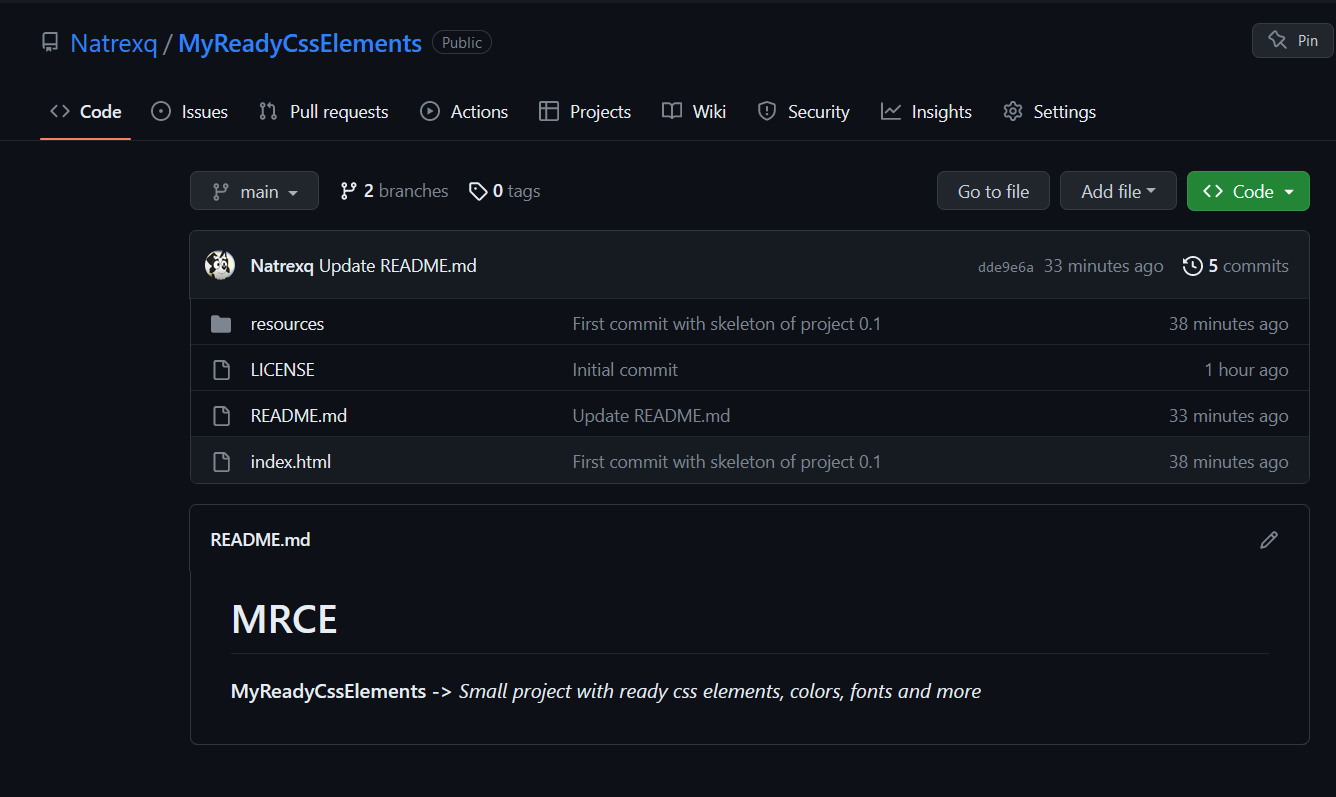 Natrexq / MyReadyCssElements Public Pin
Code Issues Pull requests Actions Projects Wiki Security Insights Settings
main 2 branches 0 tags Go to file Add file Code
Natrexq Update README.md dde9e6a 33 minutes ago 5 commits
resources First commit with skeleton of project 0.1 38 minutes ago
LICENSE Initial commit 1 hour ago
README.md Update README.md 33 minutes ago
index.html First commit with skeleton of project 0.1 38 minutes ago
README.md
MRCE
MyReadyCssElements -> Small project with ready css elements, colors, fonts and more